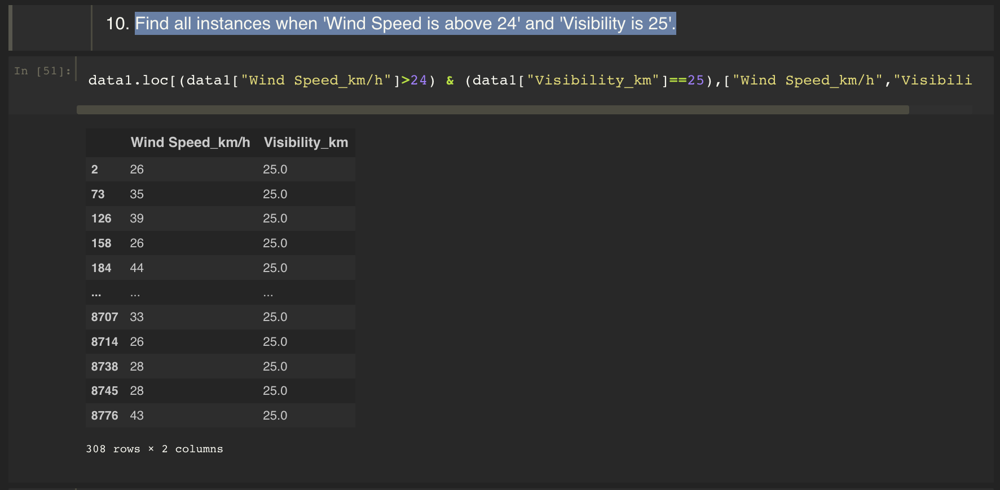 10. Find all instances when 'Wind Speed is above 24' and 'Visibility is 25'.
In [51]:
data1.loc[(data1["Wind Speed_km/h"]>24) & (data1["Visibility_km"]==25),["Wind Speed_km/h","Visibili
Wind Speed_km/h Visibility_km
2 26 25.0
73 35 25.0
126 39 25.0
158 26 25.0
184 44 25.0
... ... ...
8707 33 25.0
8714 26 25.0
8738 28 25.0
8745 28 25.0
8776 43 25.0
308 rows × 2 columns